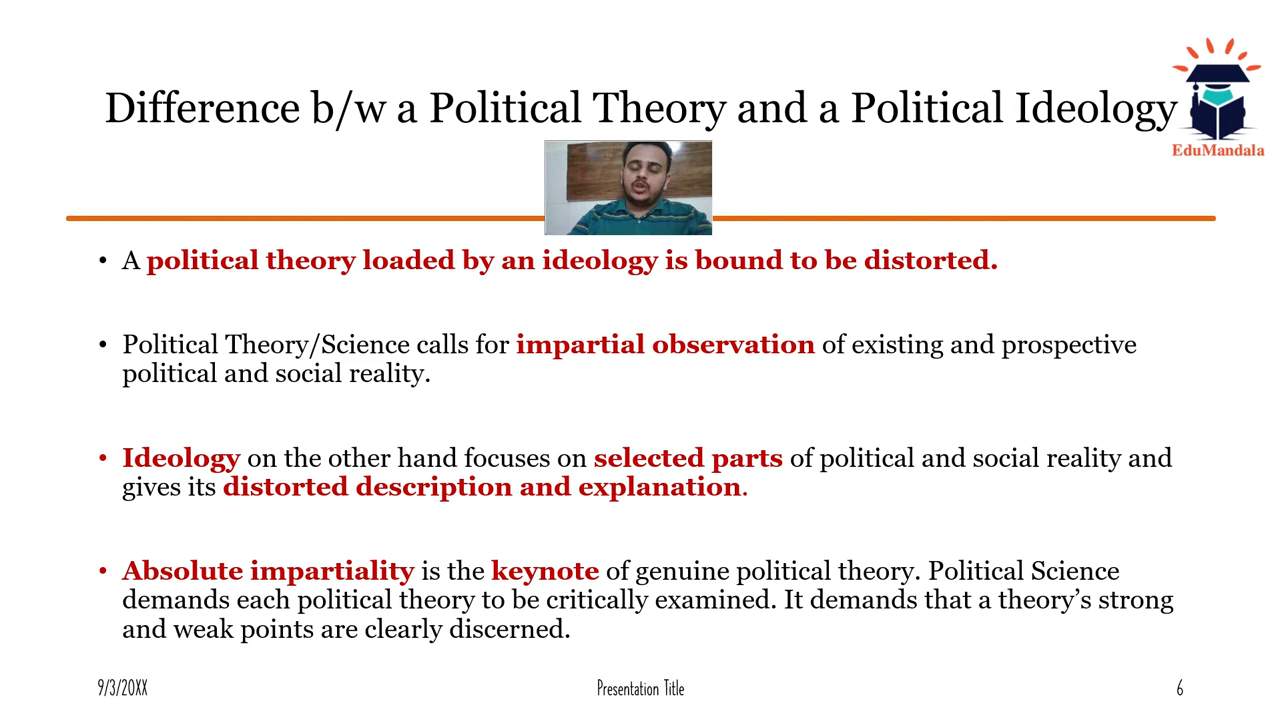 Difference b/w a Political Theory and a Political Ideology
EduMandala
• A political theory loaded by an ideology is bound to be distorted.
• Political Theory/Science calls for impartial observation of existing and prospective
political and social reality.
• Ideology on the other hand focuses on selected parts of political and social reality and
gives its distorted description and explanation.
• Absolute impartiality is the keynote of genuine political theory. Political Science
demands each political theory to be critically examined. It demands that a theory’s strong
and weak points are clearly discerned.
9/3/20XX
Presentation Title
6